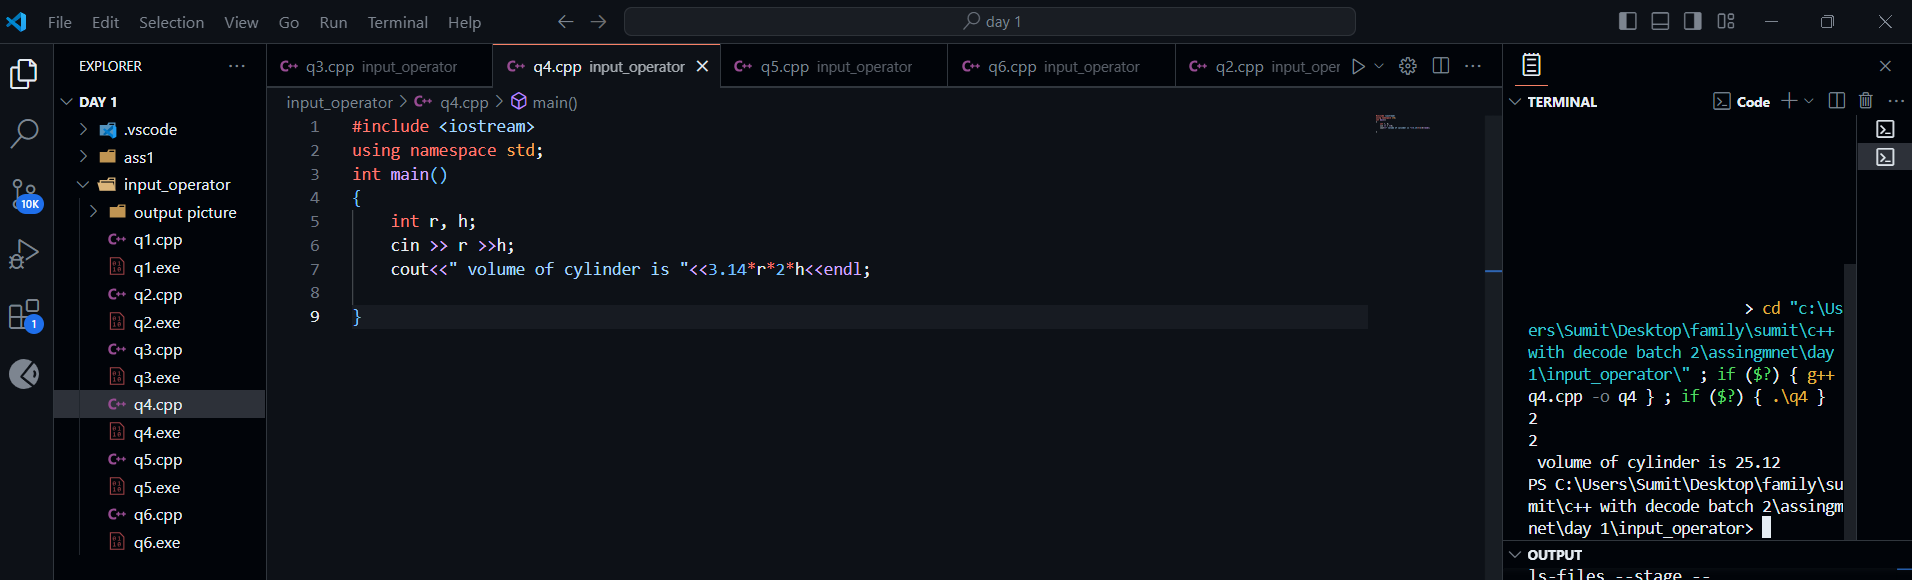 File Edit Selection View Go Run Terminal Help day 1
EXPLORER
DAY 1
.vscode
ass1
input_operator
output picture
q1.cpp
q1.exe
q2.cpp
q2.exe
q3.cpp
q3.exe
q4.cpp
q4.exe
q5.cpp
q5.exe
q6.cpp
q6.exe
10K
1
q3.cpp input_operator q4.cpp input_operator q5.cpp input_operator q6.cpp input_operator q2.cpp input_oper
input_operator > q4.cpp > main()
1 #include <iostream>
2 using namespace std;
3 int main()
4 {
5 int r, h;
6 cin >> r >>h;
7 cout<<" volume of cylinder is "<<3.14*r*2*h<<endl;
8
9 }
TERMINAL Code
> cd "c:\Us
ers\Sumit\Desktop\family\sumit\c++
with decode batch 2\assingmnet\day
1\input_operator\" ; if ($?) { g++
q4.cpp -o q4 } ; if ($?) { .\q4 }
2
2
volume of cylinder is 25.12
PS C:\Users\Sumit\Desktop\family\su
mit\c++ with decode batch 2\assingm
net\day 1\input_operator>
OUTPUT
ls-files --stage --